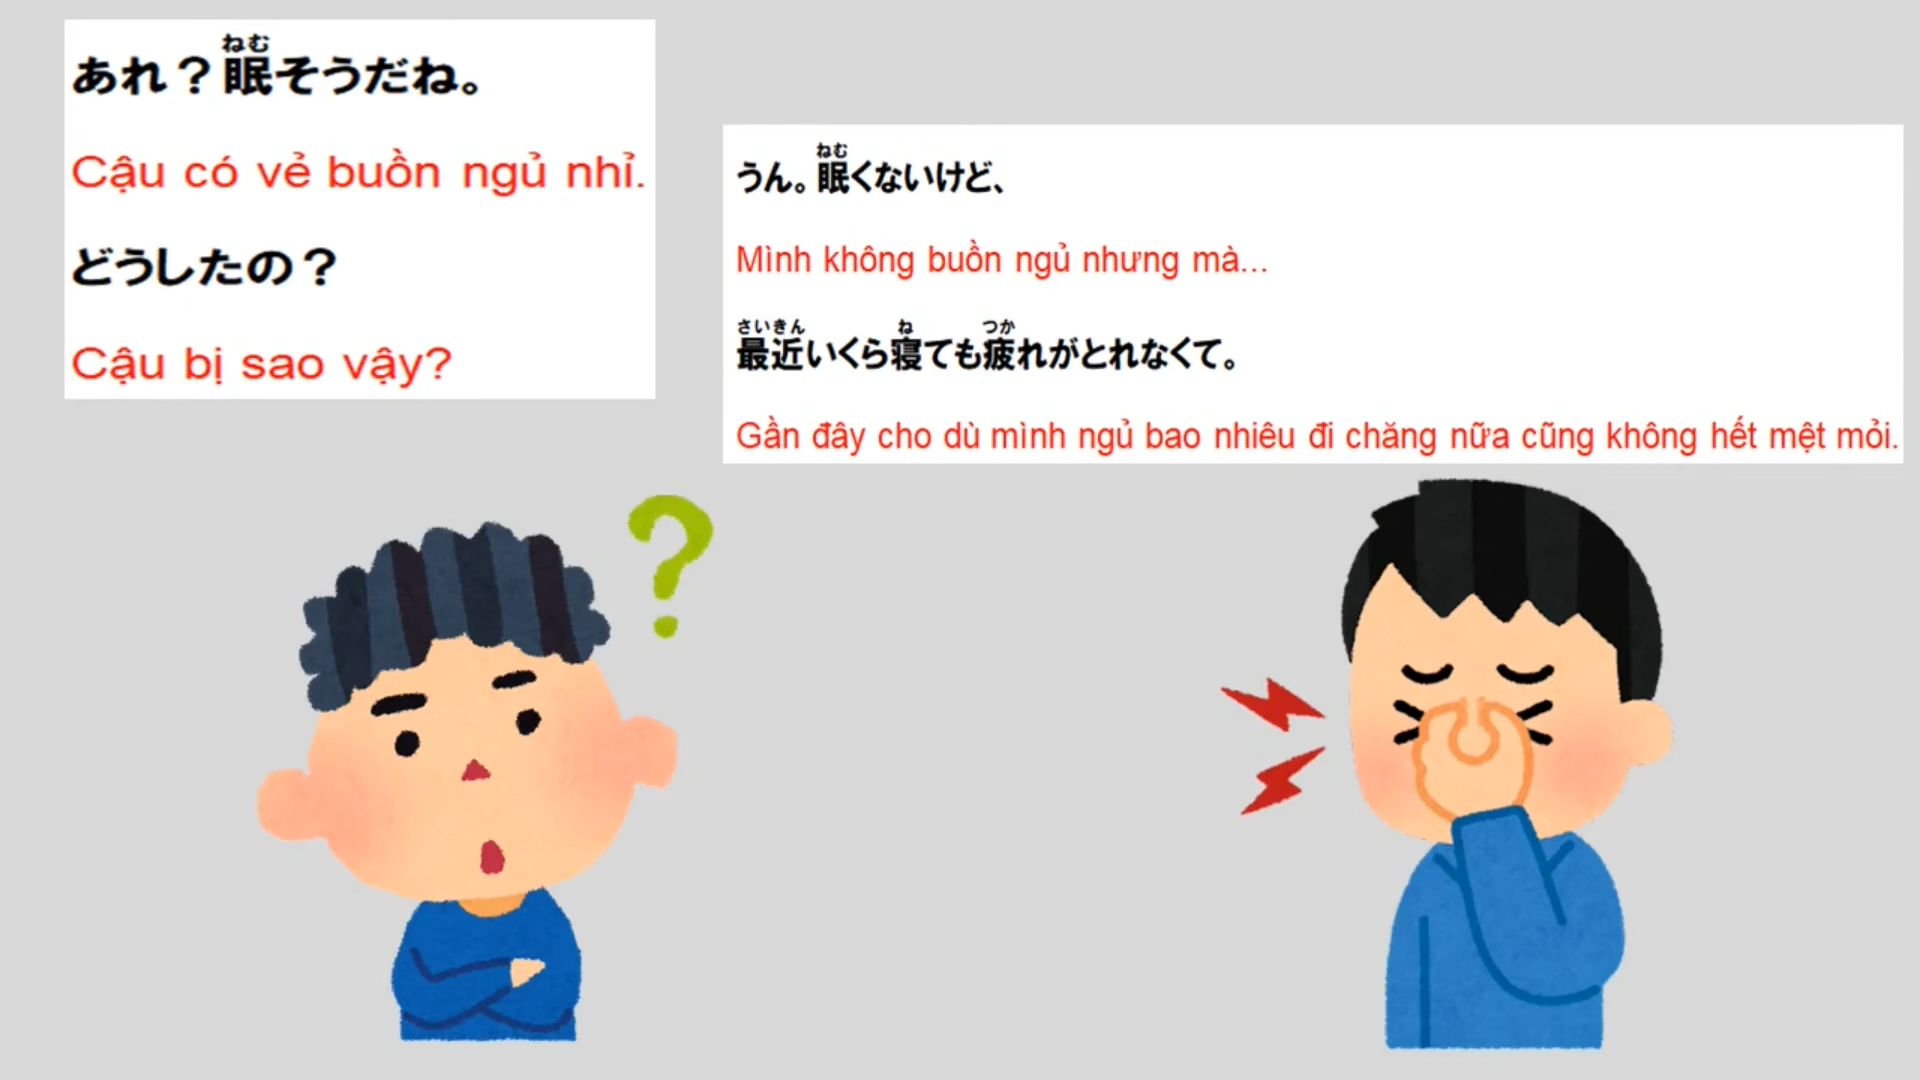 あれ？眠そうだね。
Cậu có vẻ buồn ngủ nhỉ.
どうしたの？
Cậu bị sao vậy?
うん。眠くないけど、
Mình không buồn ngủ nhưng mà...
最近いくら寝ても疲れがとれなくて。
Gần đây cho dù mình ngủ bao nhiêu đi chăng nữa cũng không hết mệt mỏi.